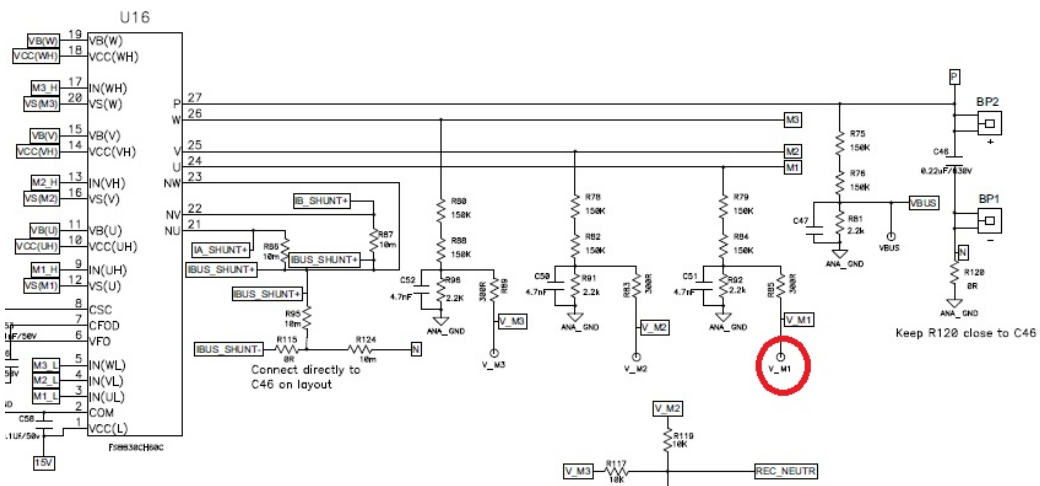 U16
VB(W) 19 VB(W)
VCC(WH) 18 VCC(WH)
M3_H 17 IN(WH)
VS(M3) 20 VS(W)
VB(V) 15 VB(V)
VCC(VH) 14 VCC(VH)
M2_H 13 IN(VH)
VS(M2) 16 VS(V)
VB(U) 11 VB(U)
VCC(UH) 10 VCC(UH)
M1_H 9 IN(UH)
VS(M1) 12 VS(U)
8 CSC
7 CFOD
6 VFO
M3_L 5 IN(WL)
M2_L 4 IN(VL)
M1_L 3 IN(UL)
2 COM
1 VCC(L)
C58
15V
P 27
W 26
V 25
U 24
NW 23
NV 22
NU 21
M3
M2
M1
IB_SHUNT+
R87
10m
IA_SHUNT+
R86
10m
IBUS_SHUNT+
IBUS_SHUNT+
IBUS_SHUNT+
R95
10m
IBUS_SHUNT-
R115
0R
R124
10m
N
Connect directly to
C46 on layout
R80
150K
R88
150K
C52
4.7nF
R96
2.2K
ANA_GND
300R
R89
V_M3
V_M3
R78
150K
R82
150K
C50
4.7nF
R91
2.2k
ANA_GND
R83
300R
V_M2
V_M2
R79
150K
R84
150K
C51
4.7nF
R92
2.2k
ANA_GND
R85
300R
V_M1
V_M1
R75
150K
R76
150K
C47
R81
2.2k
ANA_GND
VBUS
VBUS
P
BP2
+
C46
0.22uF/630V
BP1
-
N
R120
0R
Keep R120 close to C46
V_M2
R119
10K
V_M3
R117
10K
REC_NEUTR